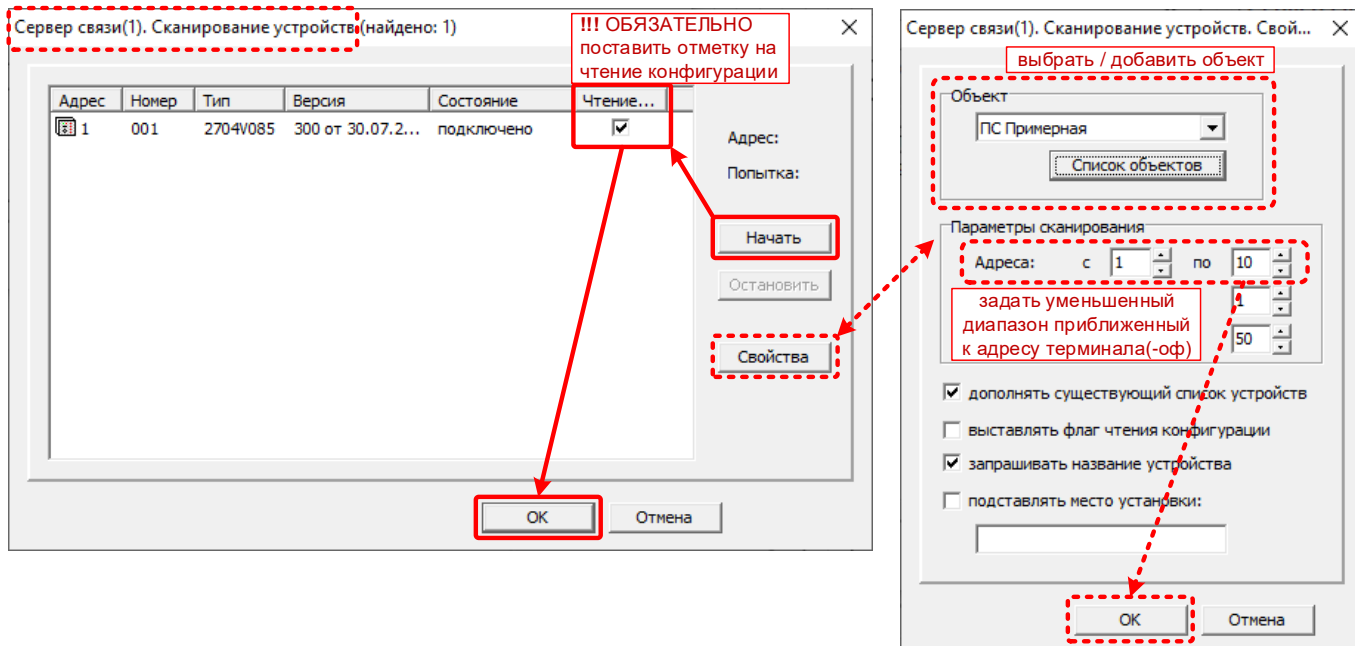 Сервер связи(1). Сканирование устройств (найдено: 1)
!!! ОБЯЗАТЕЛЬНО
поставить отметку на
чтение конфигурации
Адрес Номер Тип Версия Состояние Чтение...
1 001 2704V085 300 от 30.07.2... подключено
Адрес:
Попытка:
Начать
Остановить
Свойства
OK Отмена
Сервер связи(1). Сканирование устройств. Свой...
выбрать / добавить объект
Объект
ПС Примерная
Список объектов
Параметры сканирования
Адреса: с 1 по 10
задать уменьшенный
диапазон приближенный
к адресу терминала(-оф)
1
50
дополнять существующий список устройств
выставлять флаг чтения конфигурации
запрашивать название устройства
подставлять место установки:
OK Отмена